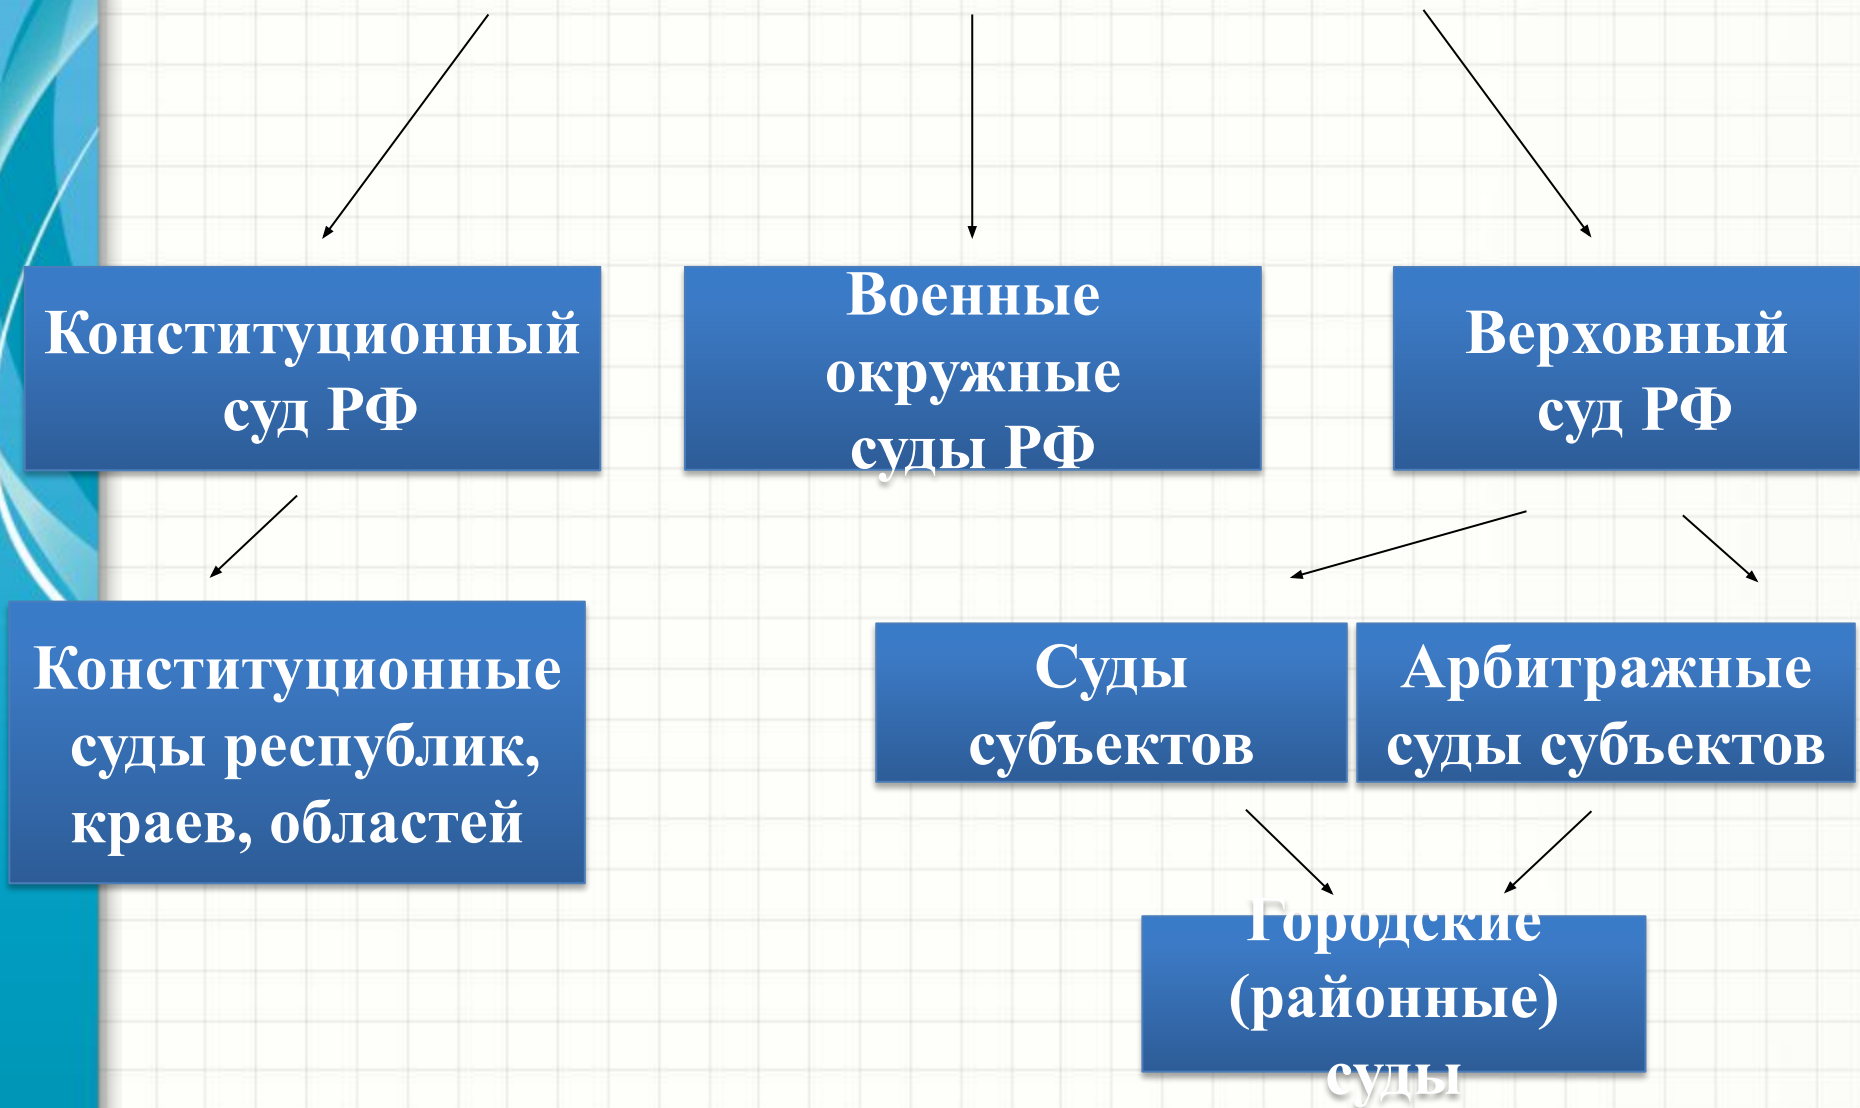 Конституционный
суд РФ
Военные
окружные
суды РФ
Верховный
суд РФ
Конституционные
суды республик,
краев, областей
Суды
субъектов
Арбитражные
суды субъектов
Городские
(районные)
суды